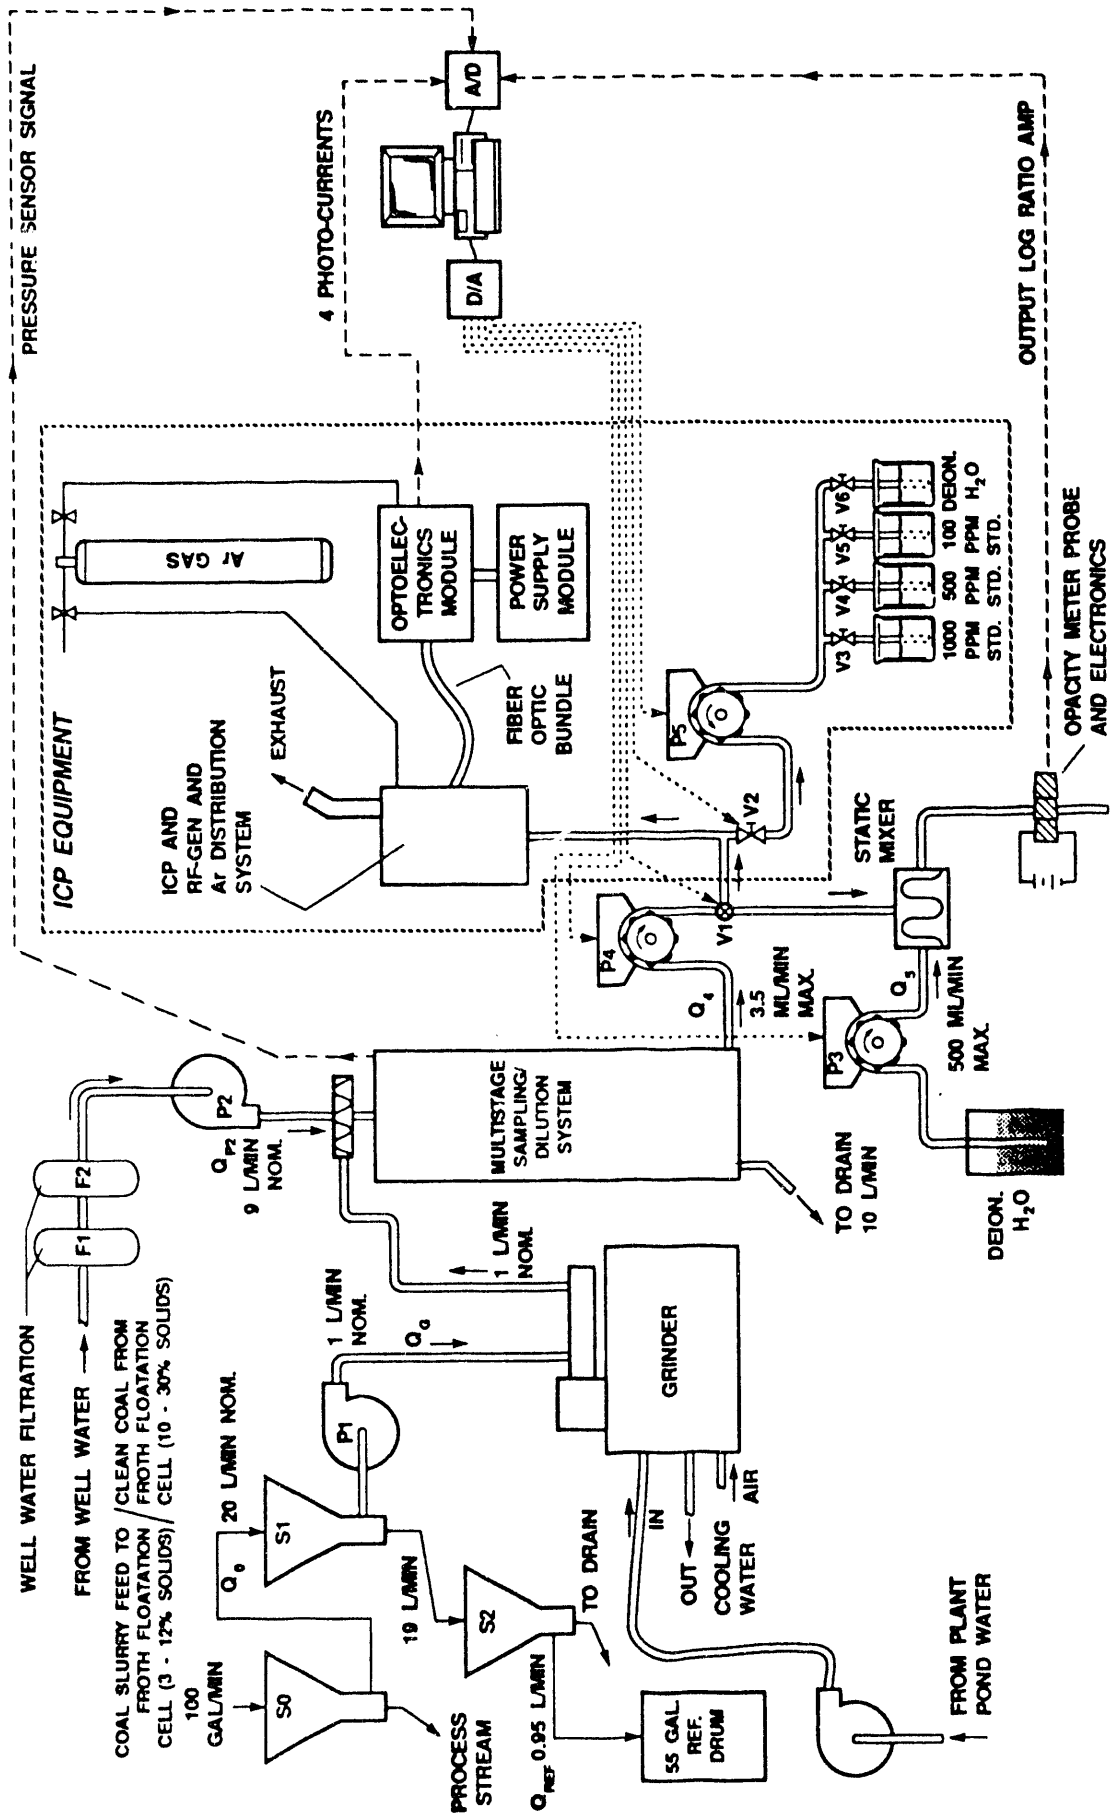 WELL WATER FILTRATION
FROM WELL WATER
F1
F2
COAL SLURRY FEED TO / CLEAN COAL FROM
FROTH FLOATATION / FROTH FLOATATION
CELL (3 - 12% SOLIDS) / CELL (10 - 30% SOLIDS)
100
GAL/MIN
S0
PROCESS
STREAM
Q0
20 L/MIN NOM.
S1
19 L/MIN
S2
TO DRAIN
QREF 0.95 L/MIN
55 GAL.
REF.
DRUM
P1
1 L/MIN
NOM.
QG
1 L/MIN
NOM.
GRINDER
IN
OUT
COOLING
WATER
AIR
FROM PLANT
POND WATER
P2
QP2
9 L/MIN
NOM.
MULTISTAGE
SAMPLING/
DILUTION
SYSTEM
TO DRAIN
10 L/MIN
DEION.
H2O
P3
Q5
500 ML/MIN
MAX.
P4
Q4
3.5
ML/MIN
MAX.
V1
V2
STATIC
MIXER
PRESSURE SENSOR SIGNAL
ICP EQUIPMENT
ICP AND
RF-GEN AND
Ar DISTRIBUTION
SYSTEM
EXHAUST
FIBER
OPTIC
BUNDLE
Ar GAS
OPTOELEC-
TRONICS
MODULE
POWER
SUPPLY
MODULE
P5
V3
V4
V5
V6
1000
PPM
STD.
500
PPM
STD.
100
PPM
STD.
DEION.
H2O
4 PHOTO-CURRENTS
D/A
A/D
OUTPUT LOG RATIO AMP
OPACITY METER PROBE
AND ELECTRONICS